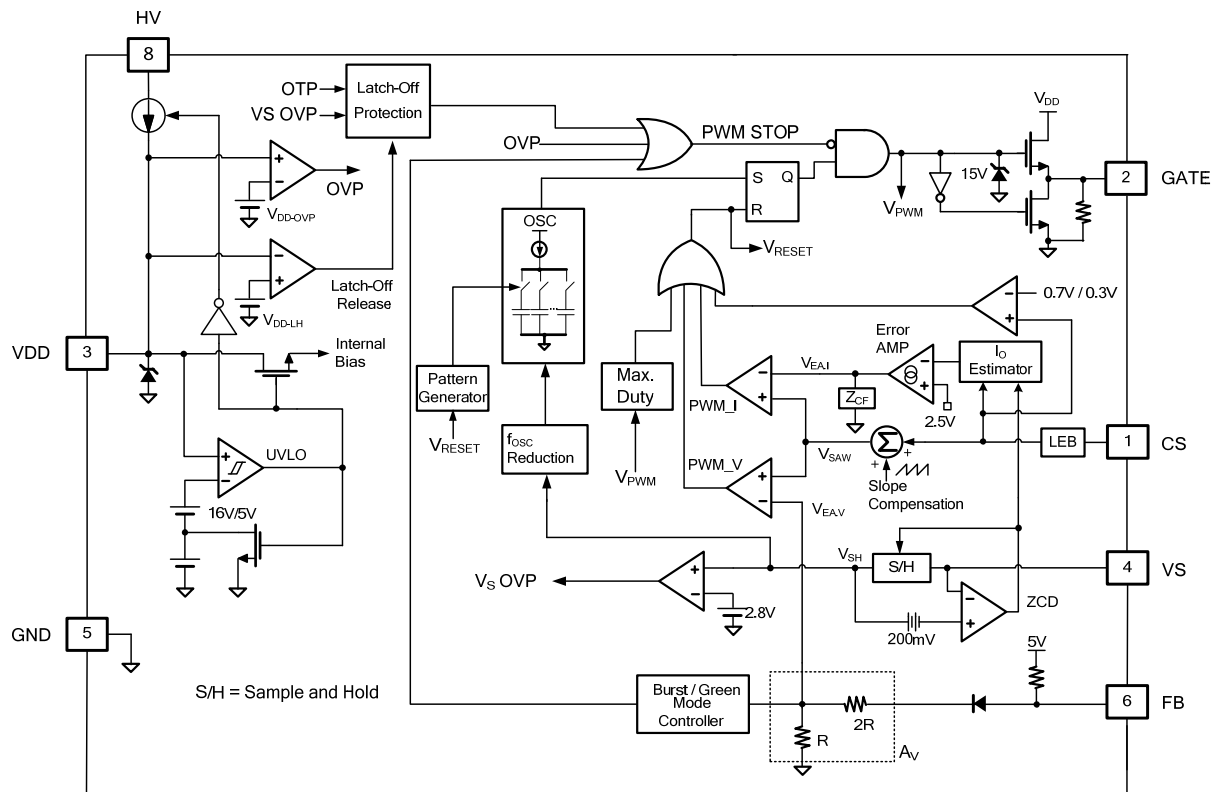 HV
8
OTP
VS OVP
Latch-Off
Protection
OVP
PWM STOP
VDD
15V
2
GATE
VPWM
S
Q
R
VRESET
+
−
OVP
VDD-OVP
OSC
−
+
Latch-Off
Release
VDD-LH
−
+
0.7V / 0.3V
VDD
3
Internal
Bias
Pattern
Generator
VRESET
fOSC
Reduction
Max.
Duty
VPWM
PWM_I
−
+
VEA.I
ZCF
Error
AMP
−
+
2.5V
IO
Estimator
UVLO
+
−
16V/5V
PWM_V
+
−
VSAW
Σ
+
+
Slope
Compensation
LEB
1
CS
VEA.V
VS OVP
+
−
2.8V
VSH
S/H
4
VS
−
+
ZCD
200mV
GND
5
S/H = Sample and Hold
Burst / Green
Mode
Controller
2R
R
AV
5V
6
FB